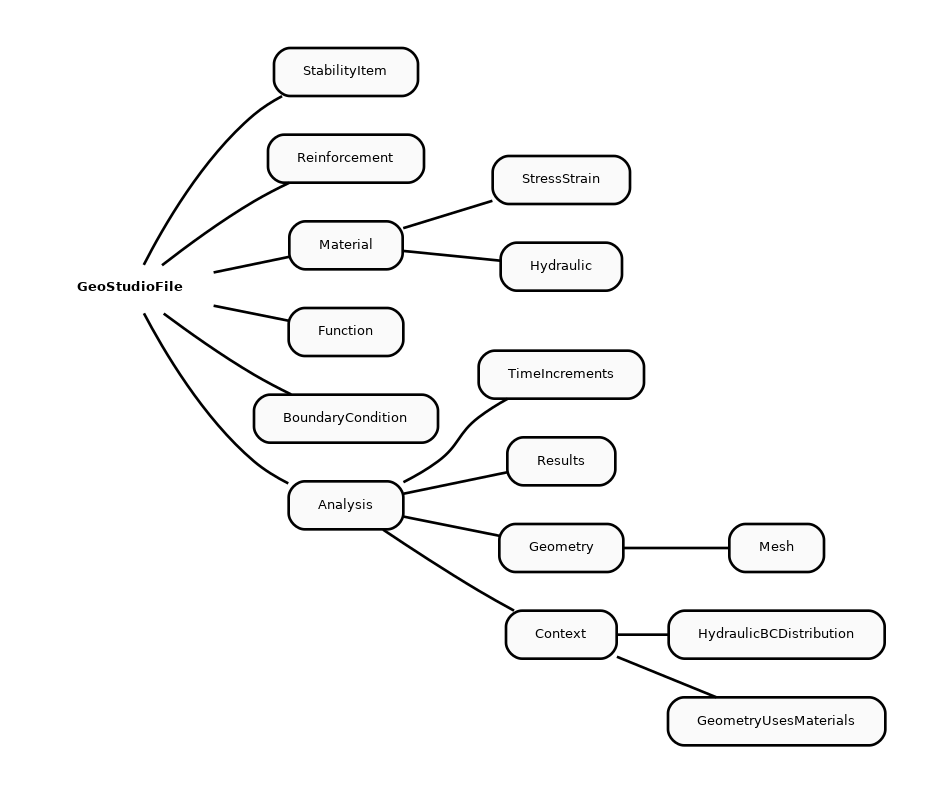 StabilityItem
Reinforcement
StressStrain
Material
Hydraulic
GeoStudioFile
Function
TimeIncrements
BoundaryCondition
Results
Analysis
Geometry
Mesh
Context
HydraulicBCDistribution
GeometryUsesMaterials